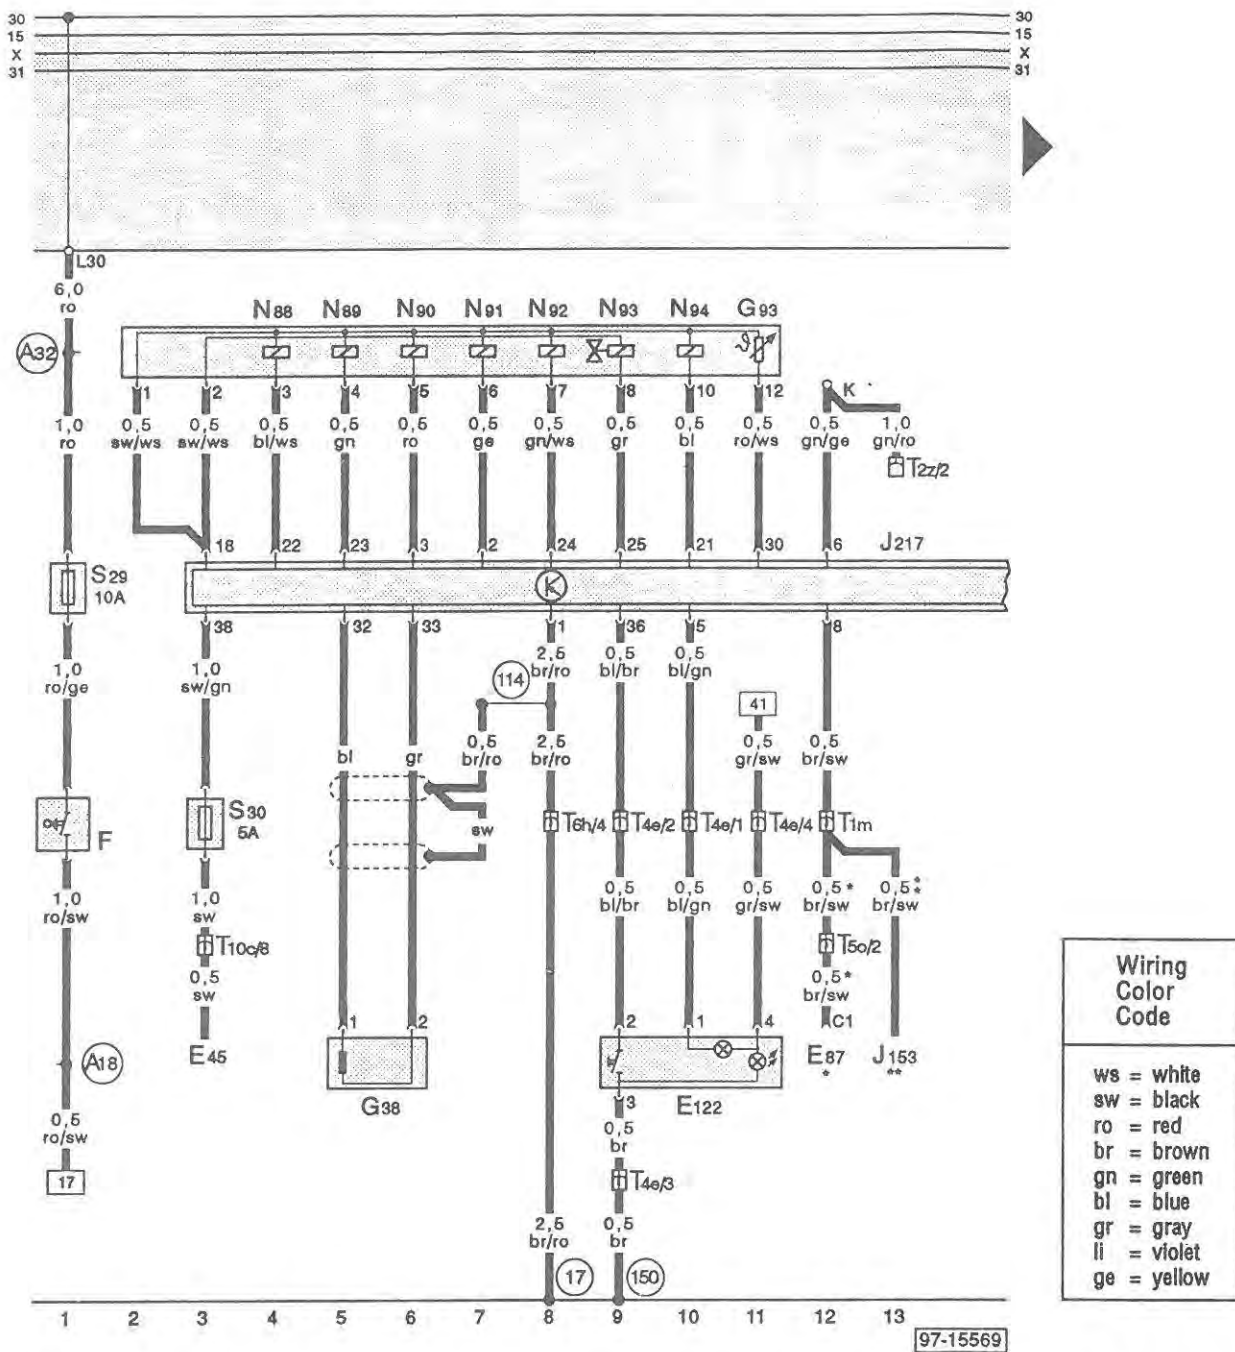 30 30
15 15
X X
31 31
L30
6,0
ro
N88 N89 N90 N91 N92 N93 N94 G93
A32
1 2 3 4 5 6 7 8 10 12 K
1,0 0,5 0,5 0,5 0,5 0,5 0,5 0,5 0,5 0,5 0,5 0,5 1,0
ro sw/ws sw/ws bl/ws gn ro ge gn/ws gr bl ro/ws gn/ge gn/ro
T2z/2
18 22 23 3 2 24 25 21 30 6 J217
S29
10A
K
38 32 33 1 36 5 8
1,0 1,0 2,5 0,5 0,5
ro/ge sw/gn br/ro bl/br bl/gn
114 41
bl gr 0,5 2,5 0,5 0,5
br/ro br/ro gr/sw br/sw
F S30 sw T6h/4 T4e/2 T4e/1 T4e/4 T1m
5A
1,0 1,0 0,5 0,5 0,5 0,5* 0,5**
ro/sw sw bl/br bl/gn gr/sw br/sw br/sw
T10c/8 T5o/2
0,5 0,5*
sw br/sw
1 2 2 1 4 C1
A18 E45 E87 J153
* **
G38 E122
3
0,5 0,5
ro/sw br
17 T4e/3
2,5 0,5
br/ro br
17 150
1 2 3 4 5 6 7 8 9 10 11 12 13
97-15569
Wiring
Color
Code
ws = white
sw = black
ro = red
br = brown
gn = green
bl = blue
gr = gray
li = violet
ge = yellow